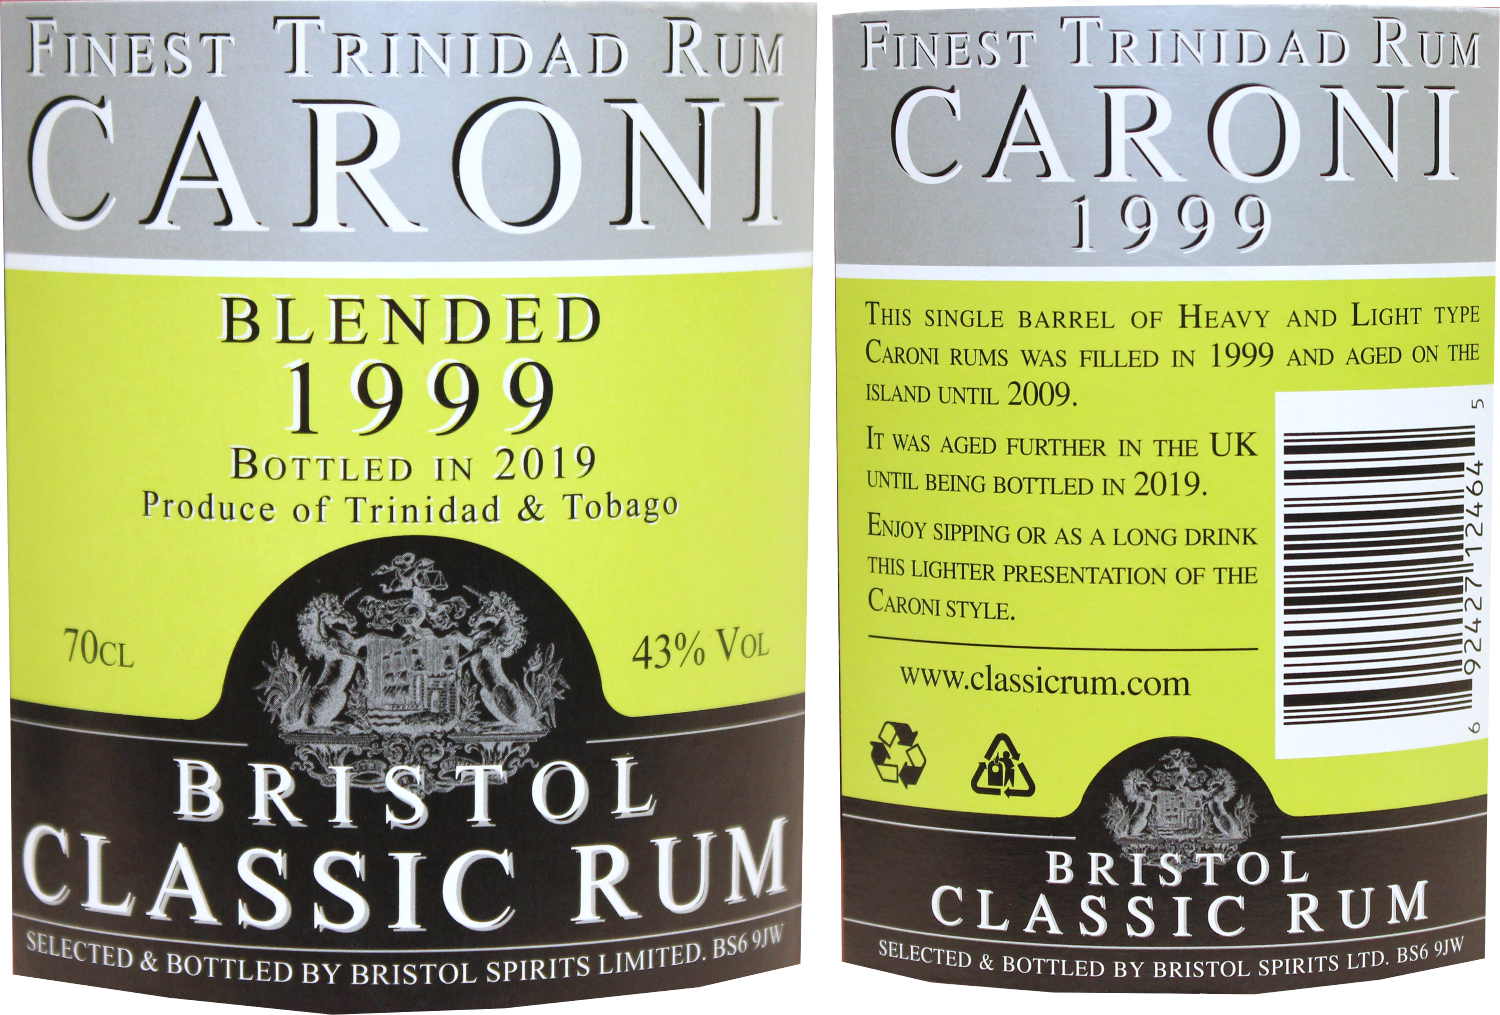 FINEST TRINIDAD RUM
CARONI
BLENDED
1999
BOTTLED IN 2019
Produce of Trinidad & Tobago
70CL
43% VOL
BRISTOL
CLASSIC RUM
SELECTED & BOTTLED BY BRISTOL SPIRITS LIMITED. BS6 9JW
FINEST TRINIDAD RUM
CARONI
1999
THIS SINGLE BARREL OF HEAVY AND LIGHT TYPE
CARONI RUMS WAS FILLED IN 1999 AND AGED ON THE
ISLAND UNTIL 2009.
IT WAS AGED FURTHER IN THE UK
UNTIL BEING BOTTLED IN 2019.
ENJOY SIPPING OR AS A LONG DRINK
THIS LIGHTER PRESENTATION OF THE
CARONI STYLE.
www.classicrum.com
6 92427 12464 5
BRISTOL
CLASSIC RUM
SELECTED & BOTTLED BY BRISTOL SPIRITS LTD. BS6 9JW